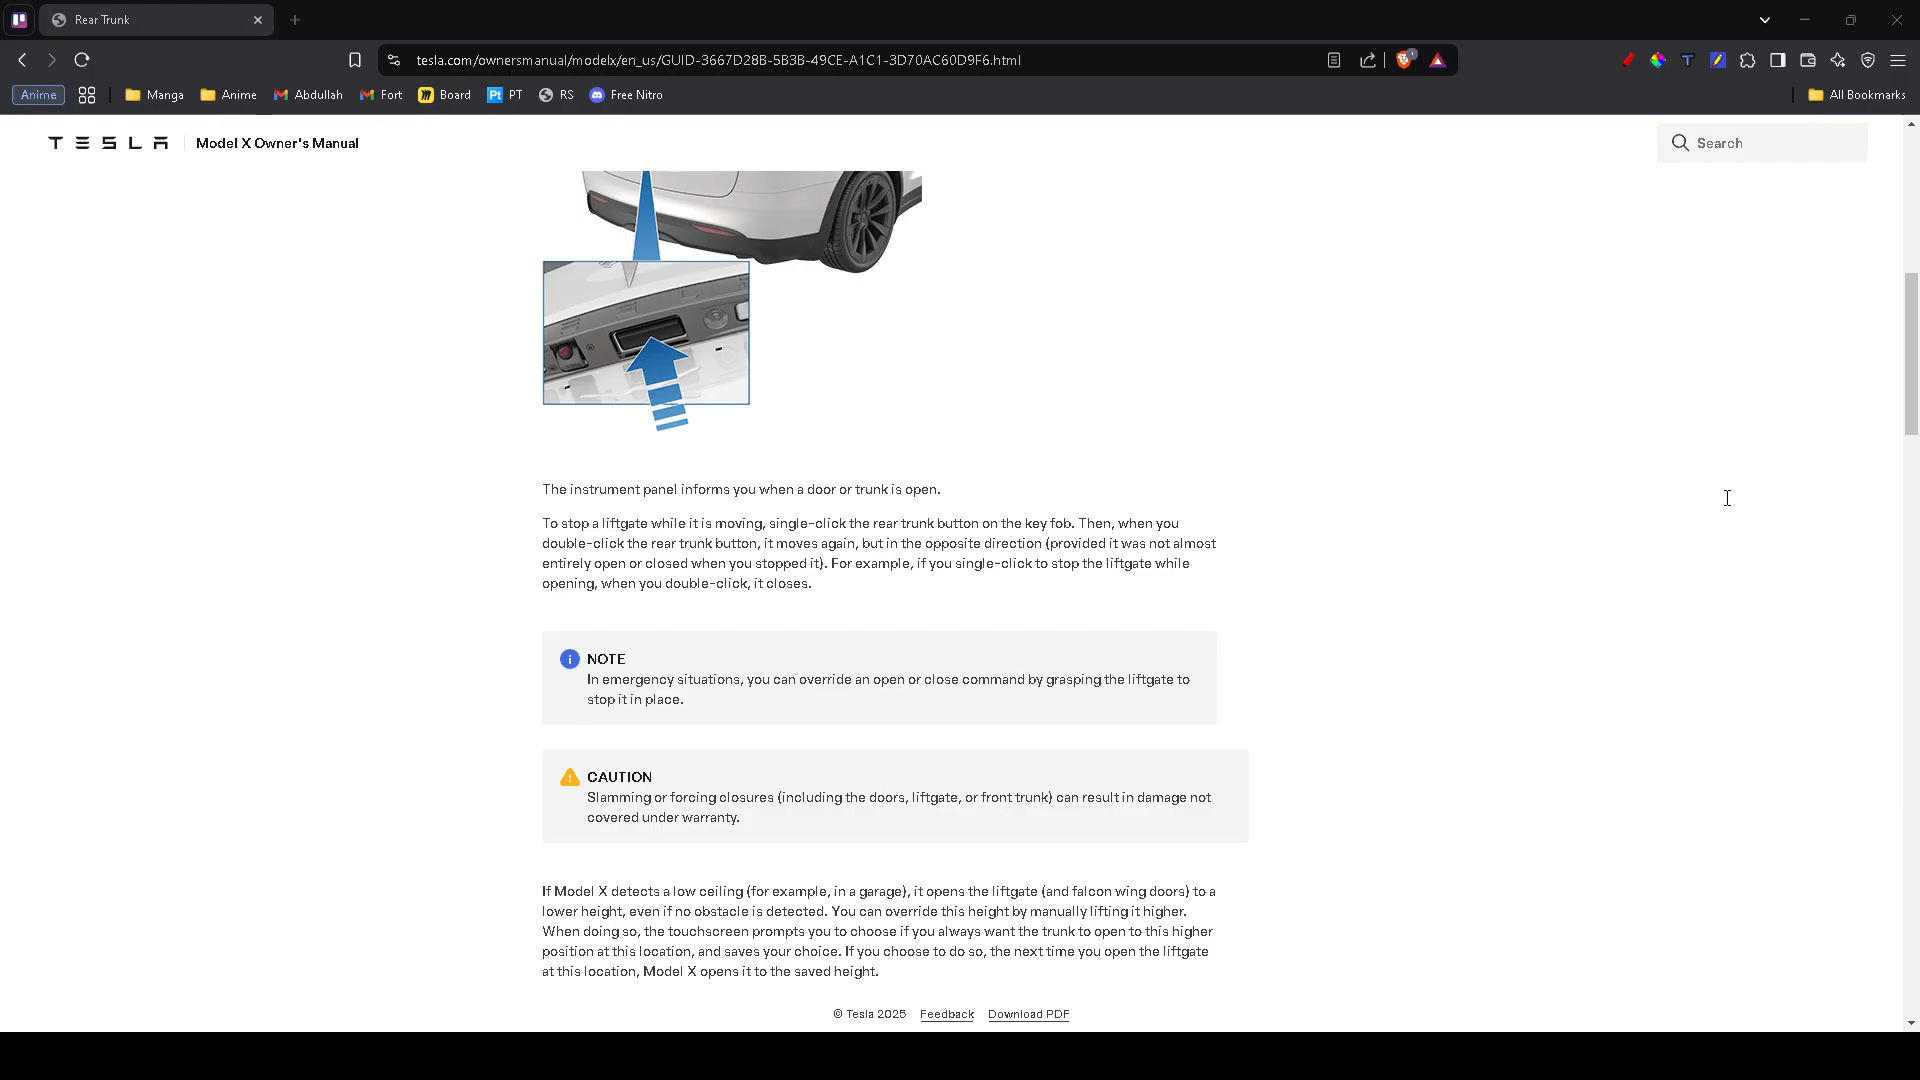 Rear Trunk
tesla.com/ownersmanual/modelx/en_us/GUID-3667D28B-5B3B-49CE-A1C1-3D70AC60D9F6.html
Anime Manga Anime Abdullah Fort Board PT RS Free Nitro All Bookmarks
TESLA Model X Owner's Manual Search
The instrument panel informs you when a door or trunk is open.
To stop a liftgate while it is moving, single-click the rear trunk button on the key fob. Then, when you
double-click the rear trunk button, it moves again, but in the opposite direction (provided it was not almost
entirely open or closed when you stopped it). For example, if you single-click to stop the liftgate while
opening, when you double-click, it closes.
NOTE
In emergency situations, you can override an open or close command by grasping the liftgate to
stop it in place.
CAUTION
Slamming or forcing closures (including the doors, liftgate, or front trunk) can result in damage not
covered under warranty.
If Model X detects a low ceiling (for example, in a garage), it opens the liftgate (and falcon wing doors) to a
lower height, even if no obstacle is detected. You can override this height by manually lifting it higher.
When doing so, the touchscreen prompts you to choose if you always want the trunk to open to this higher
position at this location, and saves your choice. If you choose to do so, the next time you open the liftgate
at this location, Model X opens it to the saved height.
© Tesla 2025 Feedback Download PDF